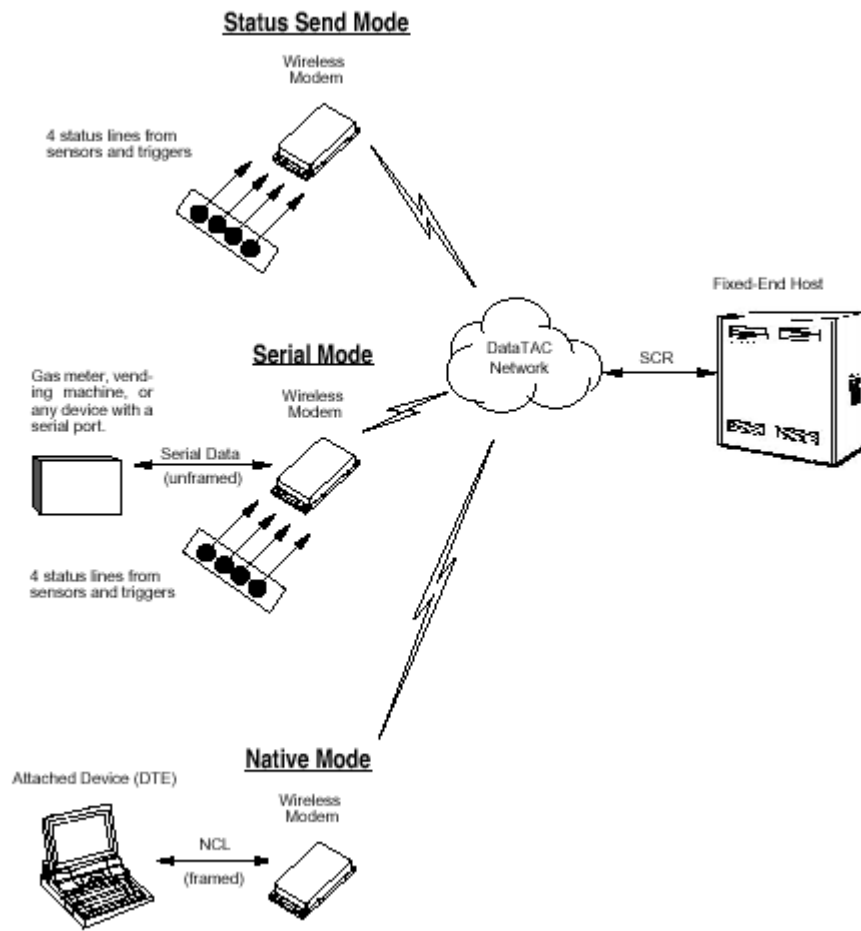 Status Send Mode
Wireless
Modem
4 status lines from
sensors and triggers
Fixed-End Host
DataTAC
Network
SCR
Serial Mode
Gas meter, vend-
ing machine, or
any device with a
serial port.
Wireless
Modem
Serial Data
(unframed)
4 status lines from
sensors and triggers
Native Mode
Attached Device (DTE)
Wireless
Modem
NCL
(framed)